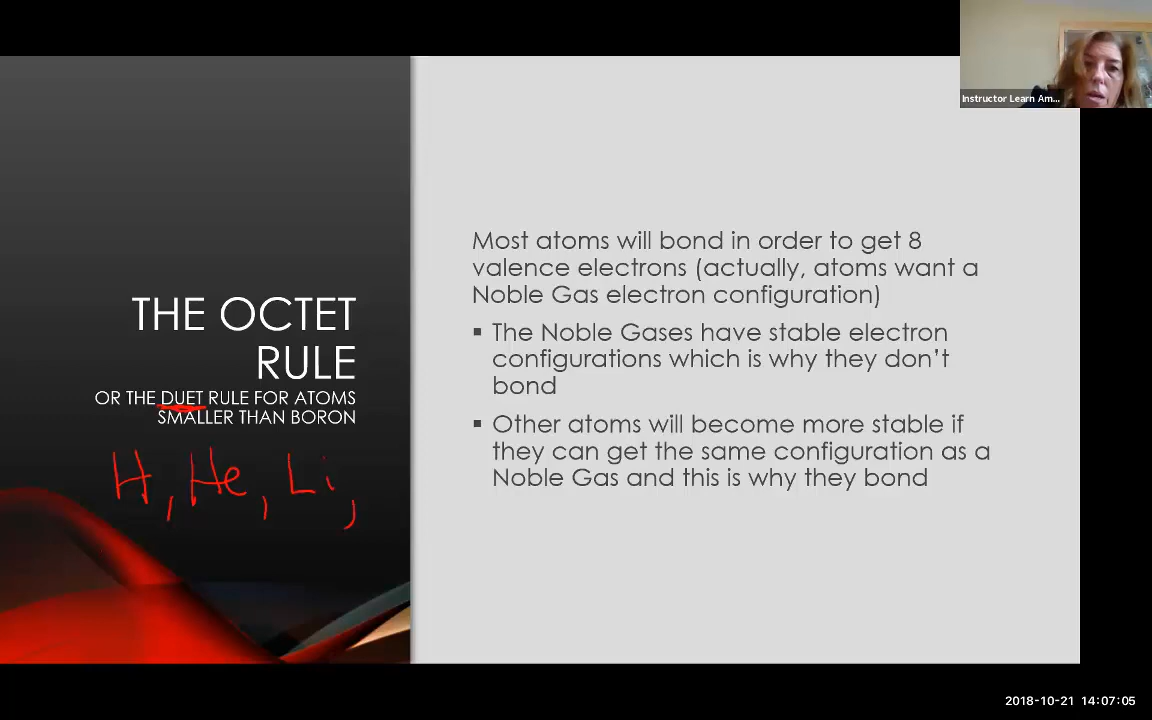 Instructor Learn Am...
THE OCTET
RULE
OR THE DUET RULE FOR ATOMS
SMALLER THAN BORON
H, He, Li,
Most atoms will bond in order to get 8
valence electrons (actually, atoms want a
Noble Gas electron configuration)
▪ The Noble Gases have stable electron
configurations which is why they don't
bond
▪ Other atoms will become more stable if
they can get the same configuration as a
Noble Gas and this is why they bond
2018-10-21 14:07:05